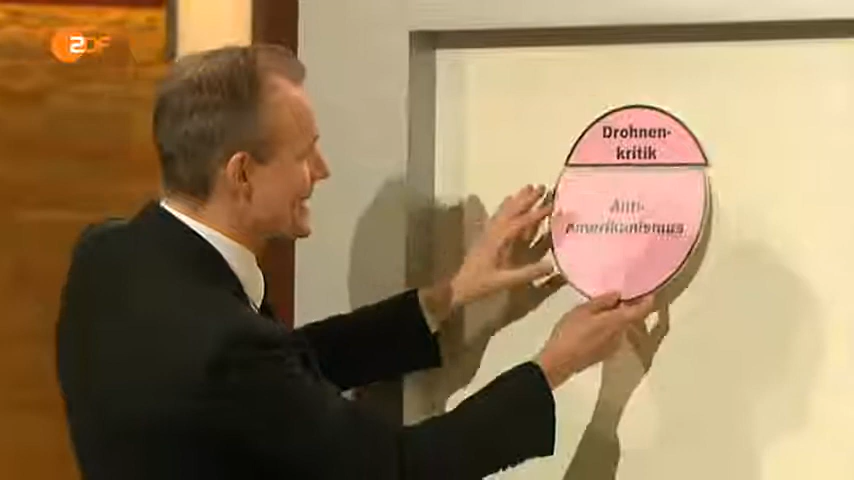 ZDF
Drohnen-
kritik
Anti-
Amerikanismus